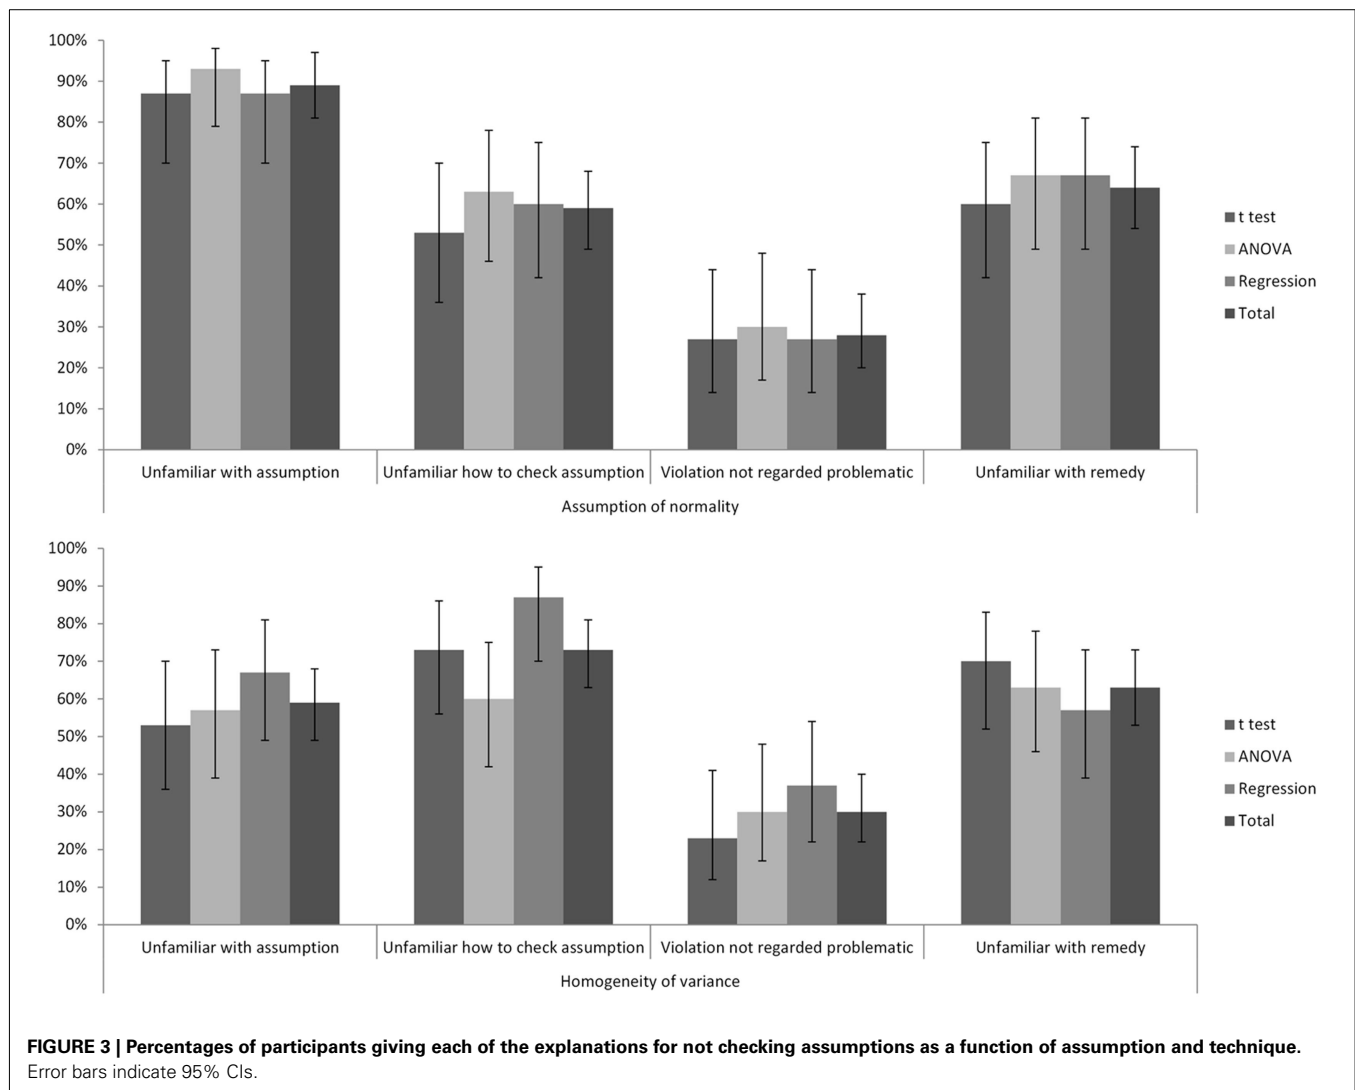 100%
90%
80%
70%
60%
50%
40%
30%
20%
10%
0%
t test
ANOVA
Regression
Total
Unfamiliar with assumption
Unfamiliar how to check assumption
Violation not regarded problematic
Unfamiliar with remedy
Assumption of normality
100%
90%
80%
70%
60%
50%
40%
30%
20%
10%
0%
t test
ANOVA
Regression
Total
Unfamiliar with assumption
Unfamiliar how to check assumption
Violation not regarded problematic
Unfamiliar with remedy
Homogeneity of variance
FIGURE 3 | Percentages of participants giving each of the explanations for not checking assumptions as a function of assumption and technique.
Error bars indicate 95% CIs.